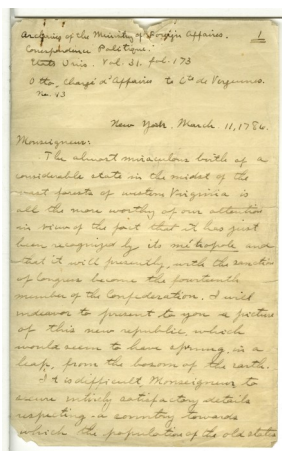 1
Archives of the Ministry of Foreign Affairs.
Correspondence Politique.
Etats Unis. Vol. 31. fol. 173
Otto, Chargé d'Affaires to Cte de Vergennes.
No. 43
New York. March 11, 1786.
Monseigneur:
The almost miraculous birth of a
considerable state in the midst of the
vast forests of western Virginia is
all the more worthy of our attention
in view of the fact that it has just
been recognized by its métropole and
that it will presently, with the sanction
of Congress become the fourteenth
member of the Confederation. I will
endeavor to present to you a picture
of this new republic, which
would seem to have sprung, in a
leap, from the bosom of the earth.
It is difficult Monseigneur to
secure entirely satisfactory details
respecting a country towards
which the population of the old states